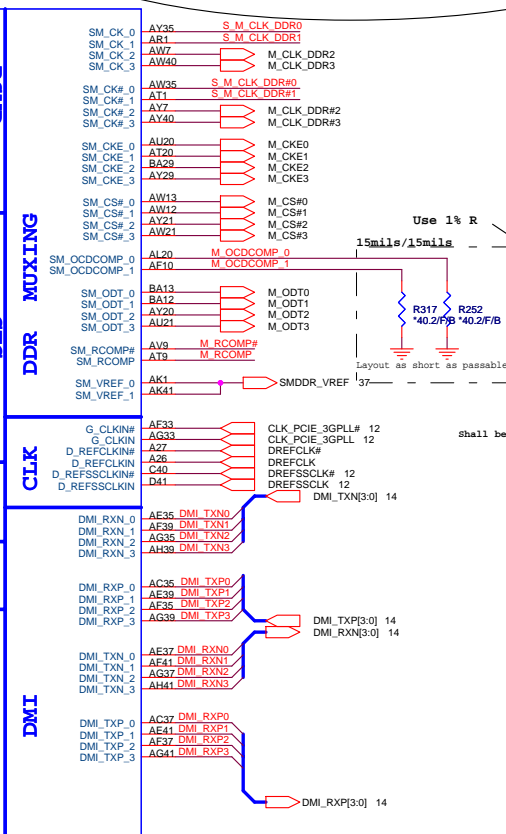 SM_CK_0 AY35 S_M_CLK_DDR0
SM_CK_1 AR1 S_M_CLK_DDR1
SM_CK_2 AW7 M_CLK_DDR2
SM_CK_3 AW40 M_CLK_DDR3
SM_CK#_0 AW35 S_M_CLK_DDR#0
SM_CK#_1 AT1 S_M_CLK_DDR#1
SM_CK#_2 AY7 M_CLK_DDR#2
SM_CK#_3 AY40 M_CLK_DDR#3
SM_CKE_0 AU20 M_CKE0
SM_CKE_1 AT20 M_CKE1
SM_CKE_2 BA29 M_CKE2
SM_CKE_3 AY29 M_CKE3
SM_CS#_0 AW13 M_CS#0
SM_CS#_1 AW12 M_CS#1
SM_CS#_2 AY21 M_CS#2
SM_CS#_3 AW21 M_CS#3
DDR MUXING
Use 1% R
15mils/15mils
SM_OCDCOMP_0 AL20 M_OCDCOMP_0
SM_OCDCOMP_1 AF10 M_OCDCOMP_1
SM_ODT_0 BA13 M_ODT0
SM_ODT_1 BA12 M_ODT1
SM_ODT_2 AY20 M_ODT2
SM_ODT_3 AU21 M_ODT3
R317 R252
*40.2/F/B *40.2/F/B
SM_RCOMP# AV9 M_RCOMP#
SM_RCOMP AT9 M_RCOMP
Layout as short as passable
SM_VREF_0 AK1 SMDDR_VREF 37
SM_VREF_1 AK41
CLK
G_CLKIN# AF33 CLK_PCIE_3GPLL# 12
G_CLKIN AG33 CLK_PCIE_3GPLL 12
D_REFCLKIN# A27 DREFCLK#
D_REFCLKIN A26 DREFCLK
D_REFSSCLKIN# C40 DREFSSCLK# 12
D_REFSSCLKIN D41 DREFSSCLK 12
Shall be
DMI_TXN[3:0] 14
DMI_RXN_0 AE35 DMI_TXN0
DMI_RXN_1 AF39 DMI_TXN1
DMI_RXN_2 AG35 DMI_TXN2
DMI_RXN_3 AH39 DMI_TXN3
DMI_RXP_0 AC35 DMI_TXP0
DMI_RXP_1 AE39 DMI_TXP1
DMI_RXP_2 AF35 DMI_TXP2
DMI_RXP_3 AG39 DMI_TXP3
DMI_TXP[3:0] 14
DMI_RXN[3:0] 14
DMI
DMI_TXN_0 AE37 DMI_RXN0
DMI_TXN_1 AF41 DMI_RXN1
DMI_TXN_2 AG37 DMI_RXN2
DMI_TXN_3 AH41 DMI_RXN3
DMI_TXP_0 AC37 DMI_RXP0
DMI_TXP_1 AE41 DMI_RXP1
DMI_TXP_2 AF37 DMI_RXP2
DMI_TXP_3 AG41 DMI_RXP3
DMI_RXP[3:0] 14